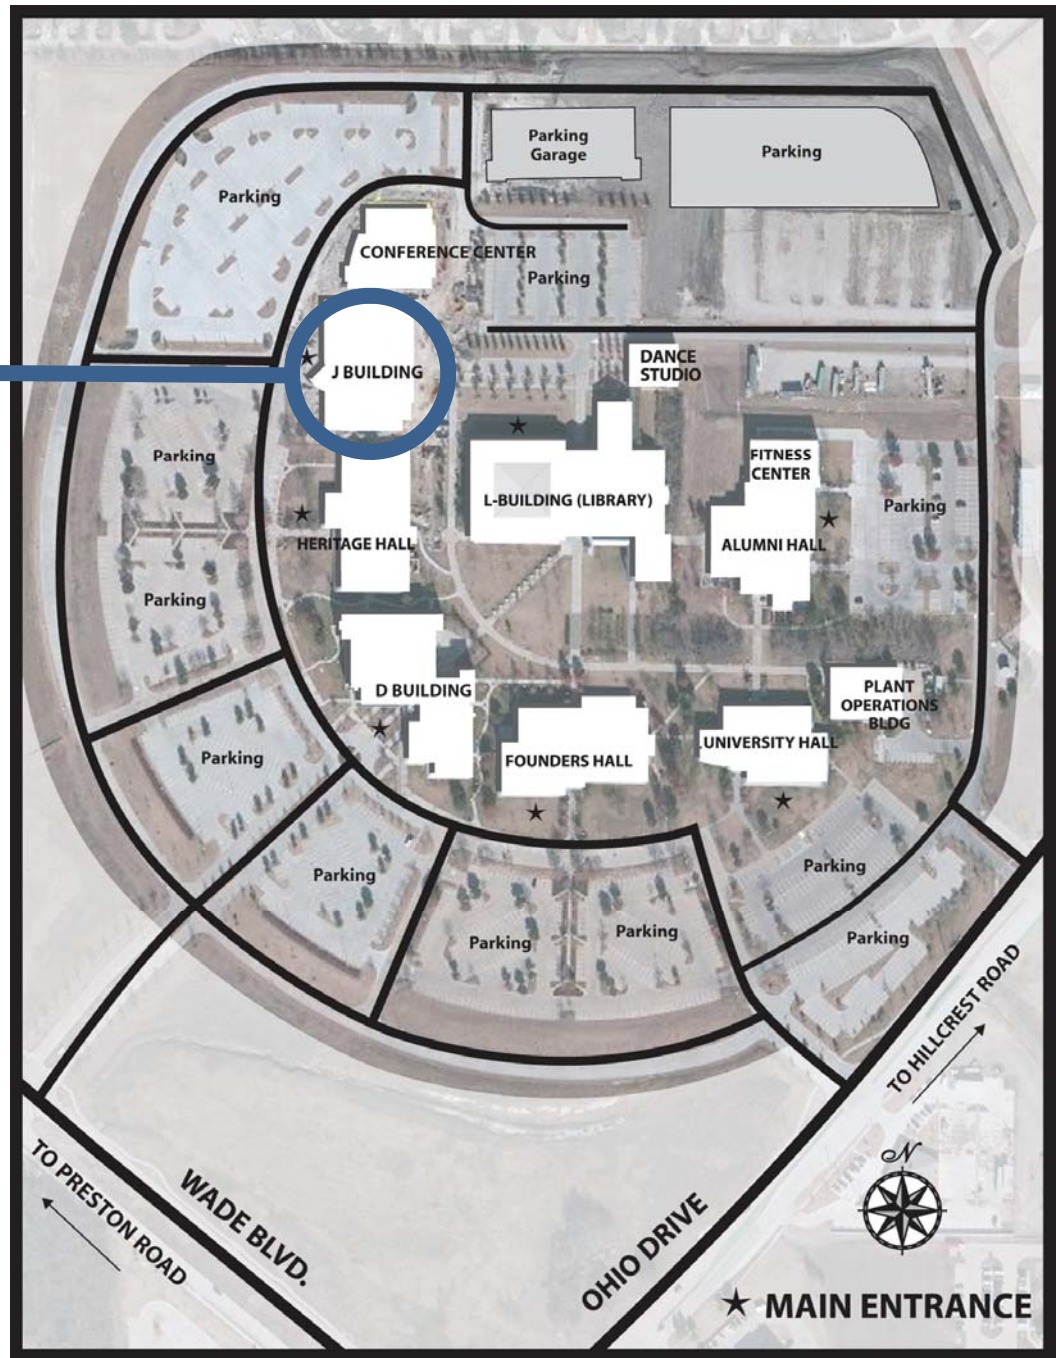 Parking
Garage
Parking
Parking
CONFERENCE CENTER
Parking
J BUILDING
DANCE
STUDIO
Parking
FITNESS
CENTER
L-BUILDING (LIBRARY)
Parking
HERITAGE HALL
ALUMNI HALL
Parking
D BUILDING
PLANT
OPERATIONS
BLDG
UNIVERSITY HALL
FOUNDERS HALL
Parking
Parking
Parking
Parking
Parking
Parking
TO HILLCREST ROAD
N
TO PRESTON ROAD
WADE BLVD.
OHIO DRIVE
★ MAIN ENTRANCE